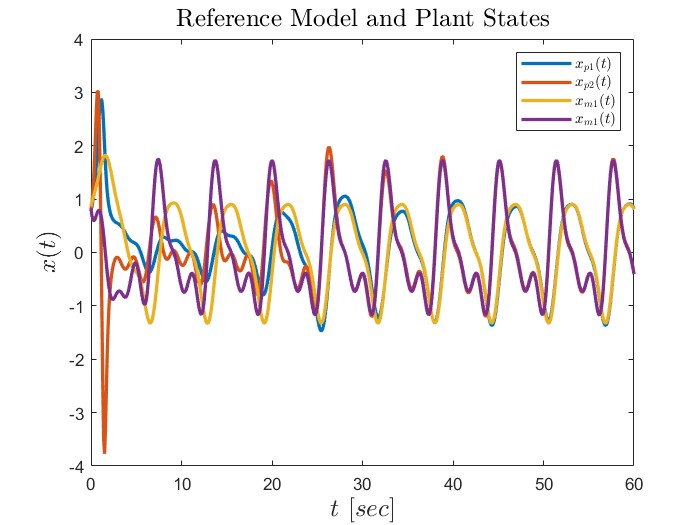 Reference Model and Plant States
x_{p1}(t)
x_{p2}(t)
x_{m1}(t)
x_{m1}(t)
x(t)
4
3
2
1
0
-1
-2
-3
-4
0 10 20 30 40 50 60
t [sec]